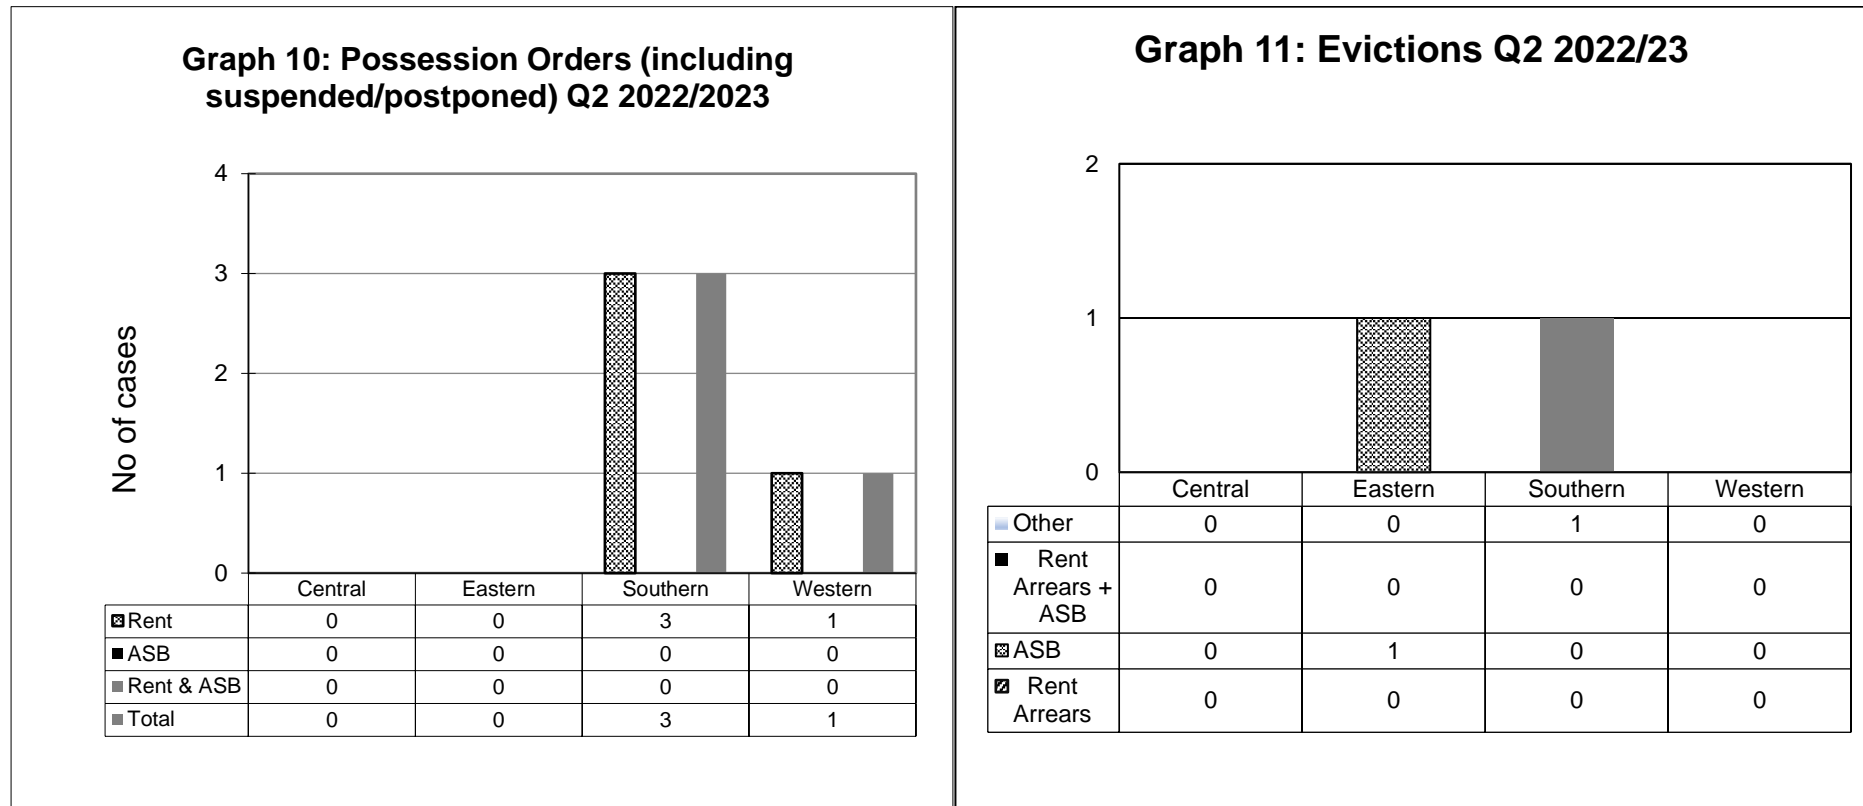 Graph 10: Possession Orders (including
suspended/postponed) Q2 2022/2023
No of cases
4
3
2
1
0
Central Eastern Southern Western
Rent 0 0 3 1
ASB 0 0 0 0
Rent & ASB 0 0 0 0
Total 0 0 3 1
Graph 11: Evictions Q2 2022/23
2
1
0
Central Eastern Southern Western
Other 0 0 1 0
Rent
Arrears + 0 0 0 0
ASB
ASB 0 1 0 0
Rent 0 0 0 0
Arrears